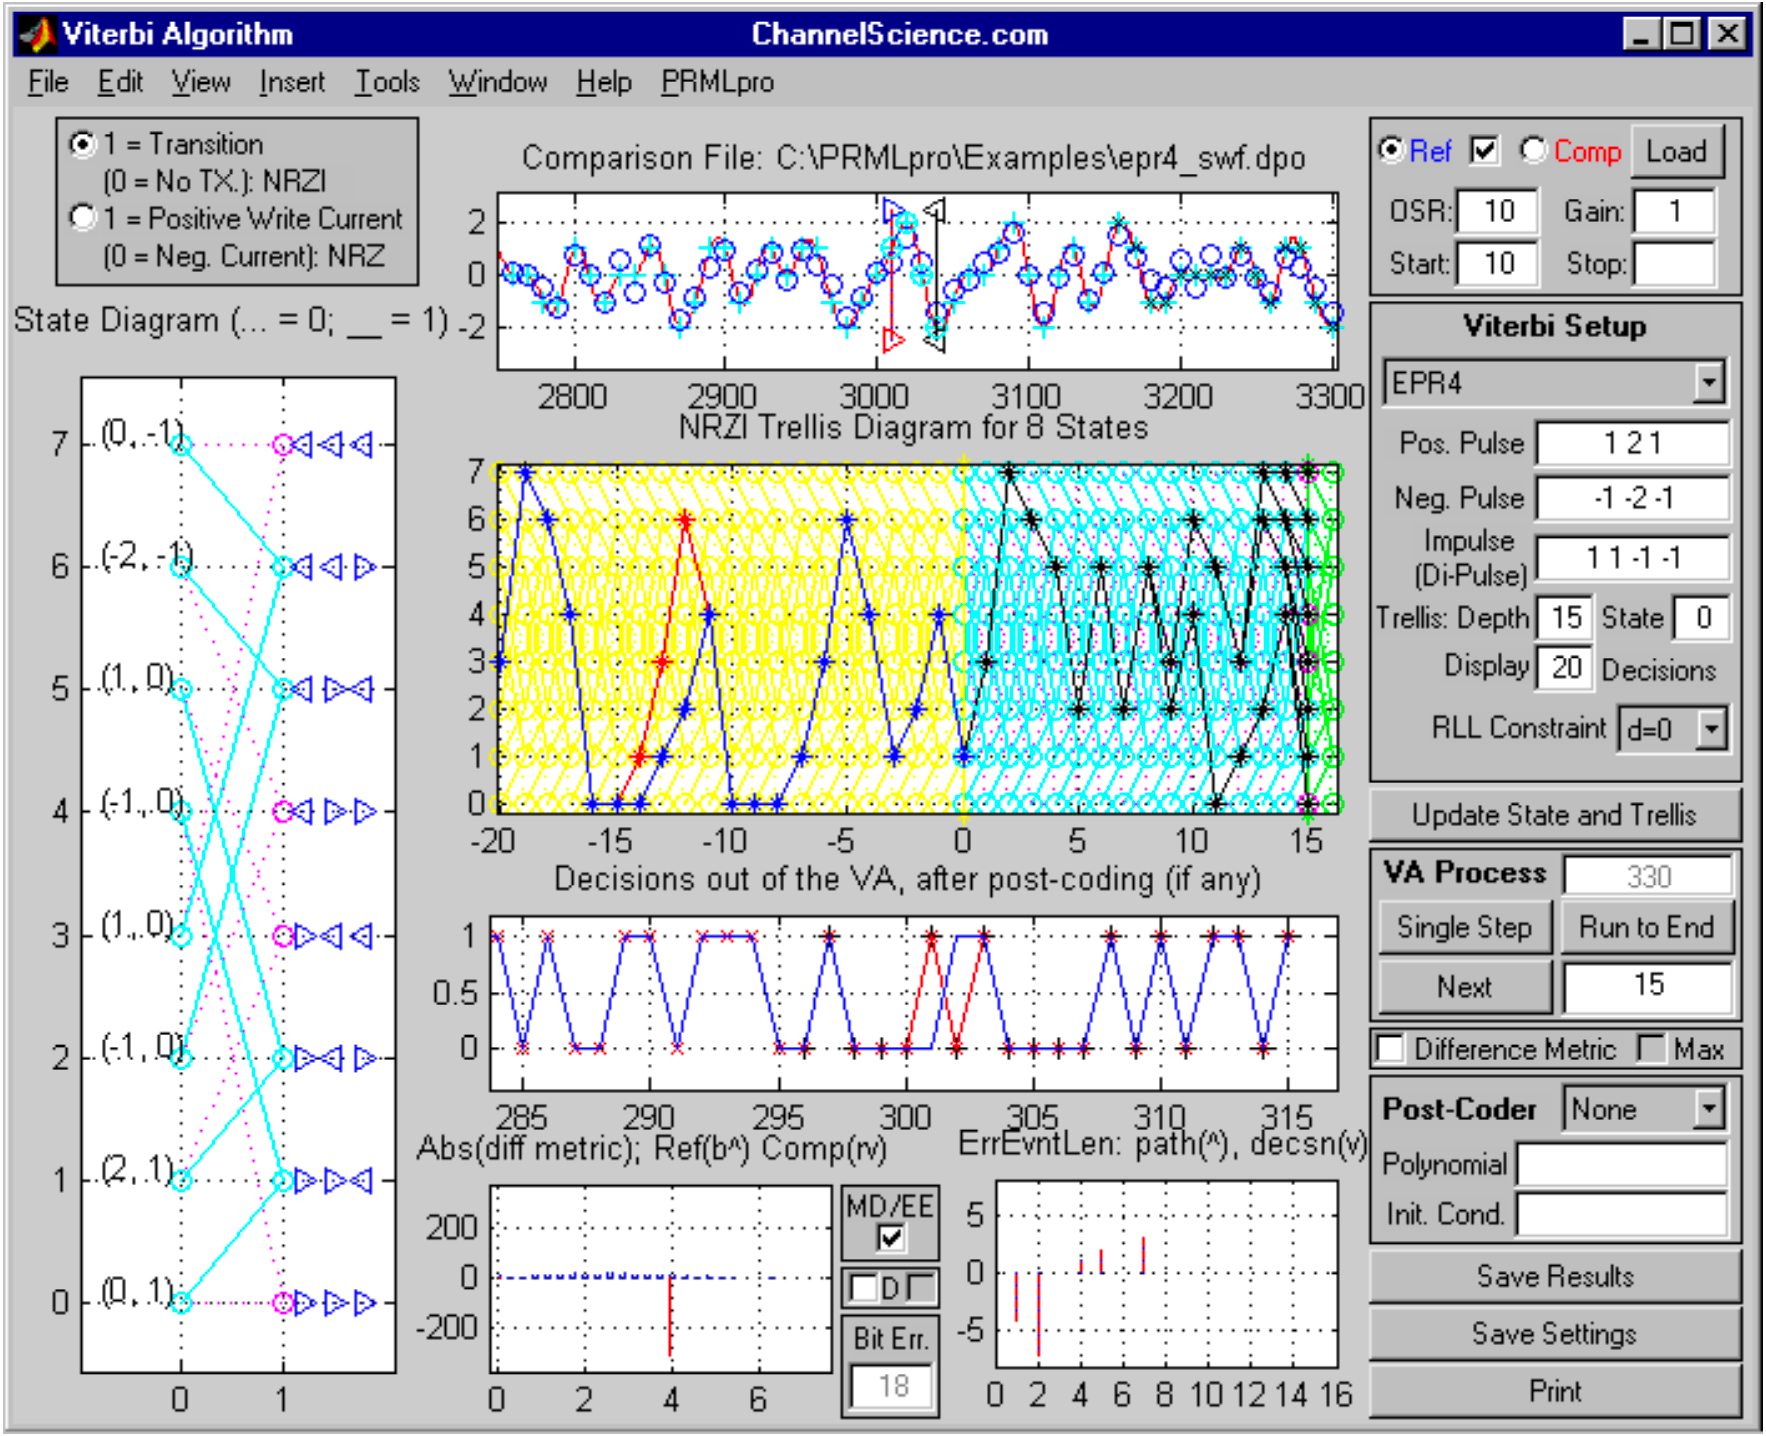 Viterbi Algorithm ChannelScience.com
File Edit View Insert Tools Window Help PRMLpro
1 = Transition
(0 = No TX.): NRZI
1 = Positive Write Current
(0 = Neg. Current): NRZ
State Diagram (... = 0; __ = 1)
7 (0, -1)
6 (-2, -1)
5 (1, 0)
4 (-1, 0)
3 (1, 0)
2 (-1, 0)
1 (2, 1)
0 (0, 1)
0 1
Comparison File: C:\PRMLpro\Examples\epr4_swf.dpo
2
0
-2
2800 2900 3000 3100 3200 3300
NRZI Trellis Diagram for 8 States
7
6
5
4
3
2
1
0
-20 -15 -10 -5 0 5 10 15
Decisions out of the VA, after post-coding (if any)
1
0.5
0
285 290 295 300 305 310 315
Abs(diff metric); Ref(b^) Comp(rv)
200
0
-200
0 2 4 6
MD/EE
D
Bit Err.
18
ErrEvntLen: path(^), decsn(v)
5
0
-5
0 2 4 6 8 10 12 14 16
Ref Comp Load
OSR: 10 Gain: 1
Start: 10 Stop:
Viterbi Setup
EPR4
Pos. Pulse 1 2 1
Neg. Pulse -1 -2 -1
Impulse
(Di-Pulse) 1 1 -1 -1
Trellis: Depth 15 State 0
Display 20 Decisions
RLL Constraint d=0
Update State and Trellis
VA Process 330
Single Step Run to End
Next 15
Difference Metric Max
Post-Coder None
Polynomial
Init. Cond.
Save Results
Save Settings
Print